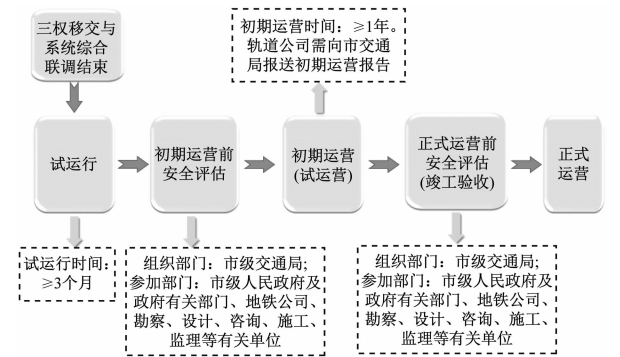 三权移交与
系统综合
联调结束
初期运营时间：≥1年。
轨道公司需向市交通
局报送初期运营报告
试运行
初期运营前
安全评估
初期运营
(试运营)
正式运营前
安全评估
(竣工验收)
正式
运营
试运行时间：
≥3个月
组织部门：市级交通局；
参加部门：市级人民政府及
政府有关部门、地铁公司、
勘察、设计、咨询、施工、
监理等有关单位
组织部门：市级交通局；
参加部门：市级人民政府及
政府有关部门、地铁公司、
勘察、设计、咨询、施工、
监理等有关单位